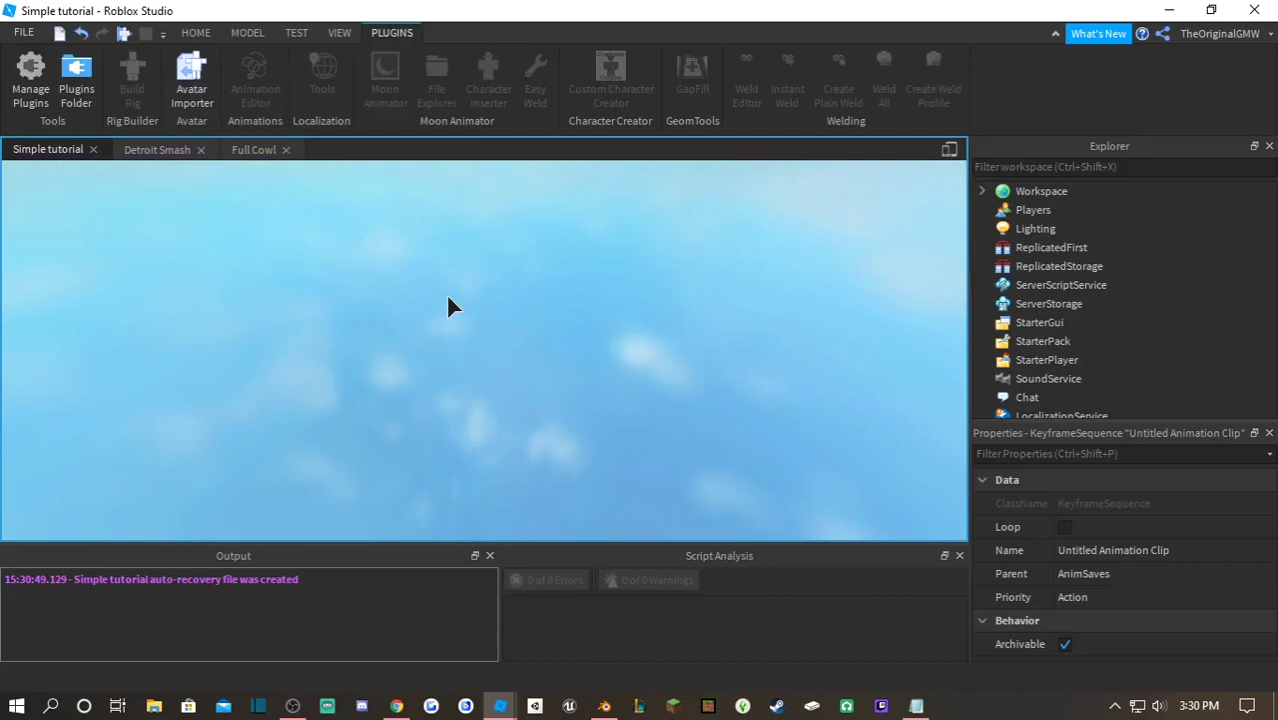 Simple tutorial - Roblox Studio
FILE HOME MODEL TEST VIEW PLUGINS What's New TheOriginalGMW
Manage Plugins
Plugins Folder
Build Rig
Avatar Importer
Animation Editor
Tools
Moon Animator
File Explorer
Character Inserter
Easy Weld
Custom Character Creator
GapFill
Weld Editor
Instant Weld
Create Plain Weld
Weld All
Create Weld Profile
Tools Rig Builder Avatar Animations Localization Moon Animator Character Creator GeomTools Welding
Simple tutorial Detroit Smash Full Cowl
Explorer
Filter workspace (Ctrl+Shift+X)
Workspace
Players
Lighting
ReplicatedFirst
ReplicatedStorage
ServerScriptService
ServerStorage
StarterGui
StarterPack
StarterPlayer
SoundService
Chat
LocalizationService
Properties - KeyframeSequence "Untitled Animation Clip"
Filter Properties (Ctrl+Shift+P)
Data
ClassName KeyframeSequence
Loop
Name Untitled Animation Clip
Parent AnimSaves
Priority Action
Behavior
Archivable
Output
15:30:49.129 - Simple tutorial auto-recovery file was created
Script Analysis
0 of 0 Errors 0 of 0 Warnings
3:30 PM